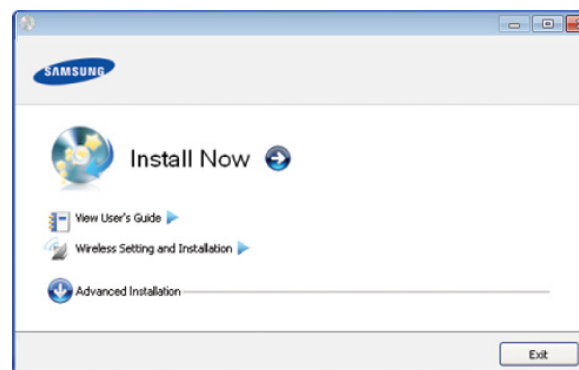 SAMSUNG
Install Now
View User's Guide
Wireless Setting and Installation
Advanced Installation
Exit